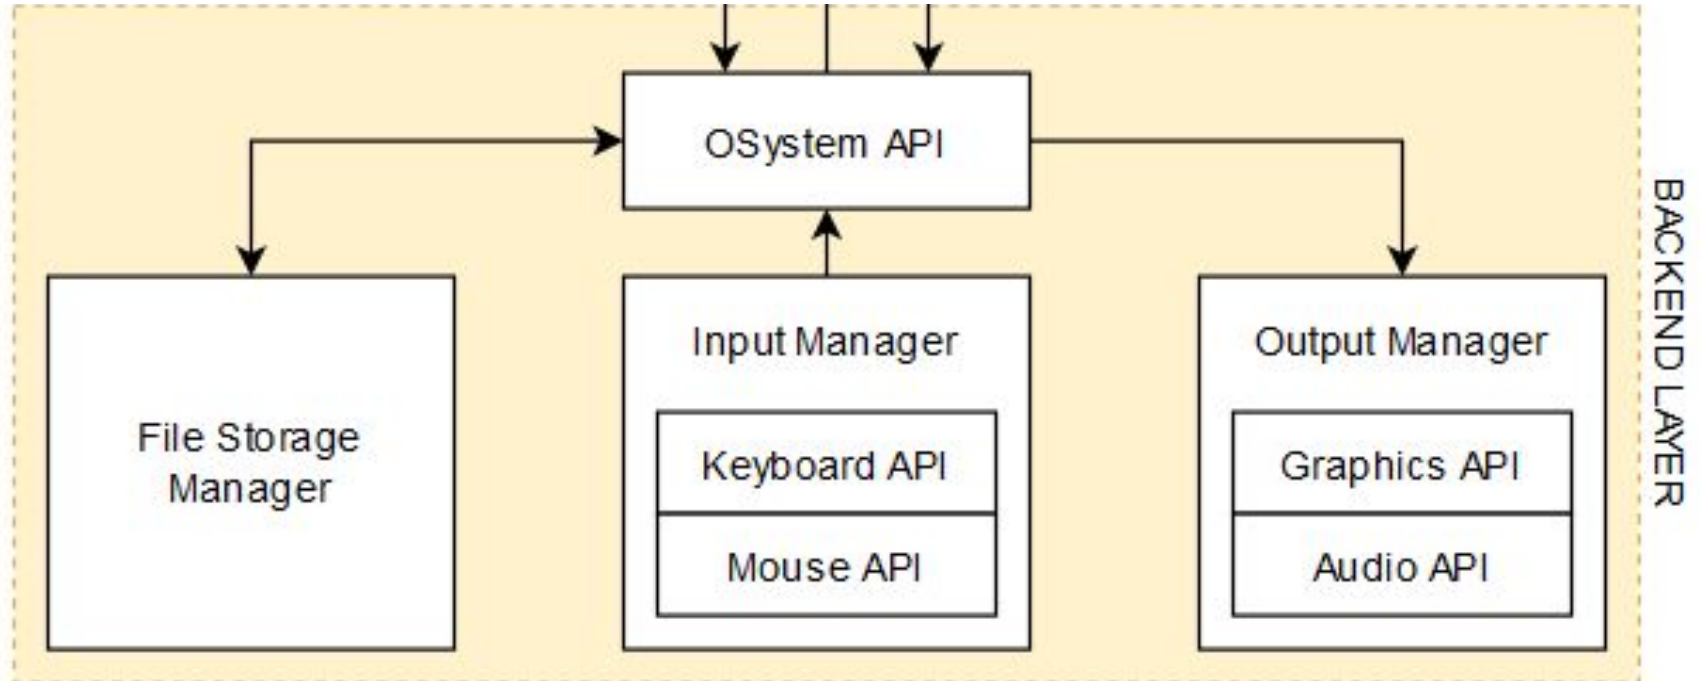 OSystem API
File Storage
Manager
Input Manager
Keyboard API
Mouse API
Output Manager
Graphics API
Audio API
BACKEND LAYER